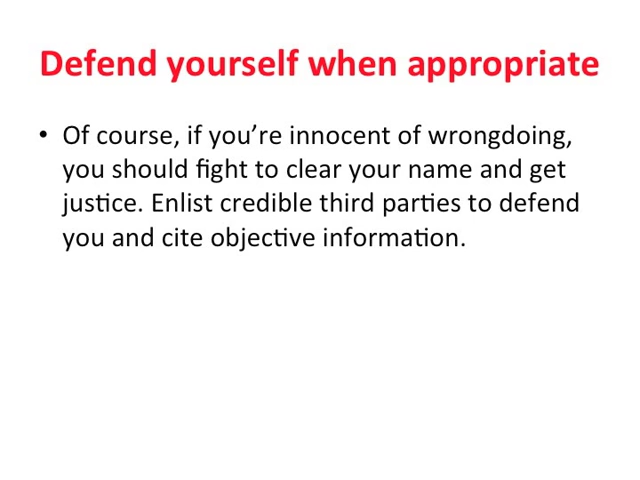 Defend yourself when appropriate
• Of course, if you’re innocent of wrongdoing,
you should fight to clear your name and get
justice. Enlist credible third parties to defend
you and cite objective information.